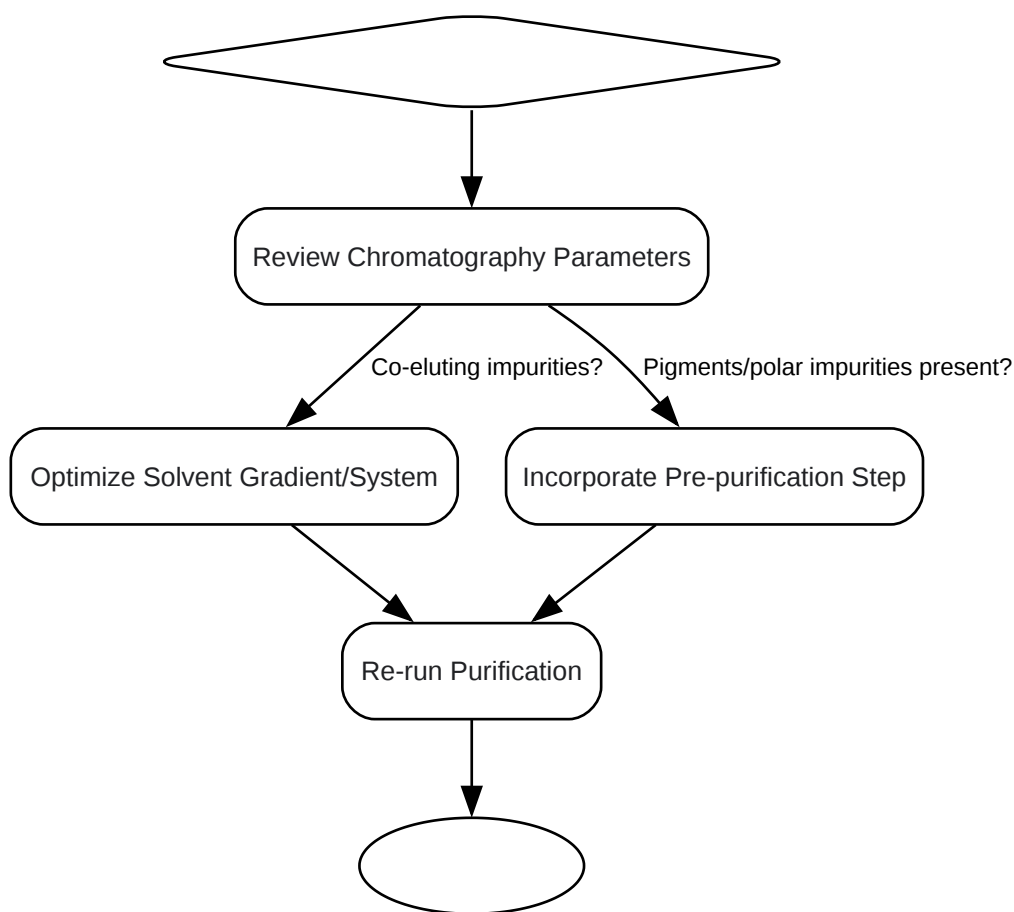 Review Chromatography Parameters
Co-eluting impurities?
Pigments/polar impurities present?
Optimize Solvent Gradient/System
Incorporate Pre-purification Step
Re-run Purification